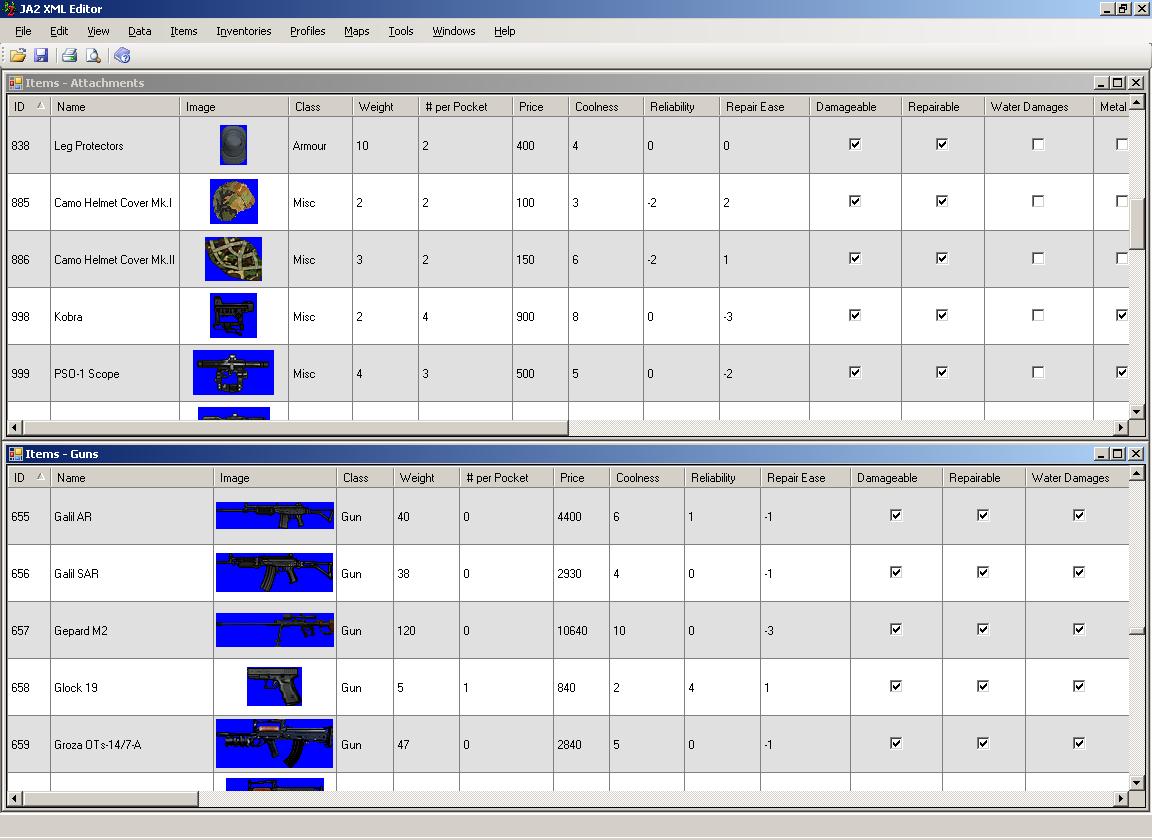 JA2 XML Editor
File Edit View Data Items Inventories Profiles Maps Tools Windows Help
Items - Attachments
ID Name Image Class Weight # per Pocket Price Coolness Reliability Repair Ease Damageable Repairable Water Damages Metal
838 Leg Protectors Armour 10 2 400 4 0 0
885 Camo Helmet Cover Mk.I Misc 2 2 100 3 -2 2
886 Camo Helmet Cover Mk.II Misc 3 2 150 6 -2 1
998 Kobra Misc 2 4 900 8 0 -3
999 PSO-1 Scope Misc 4 3 500 5 0 -2
Items - Guns
ID Name Image Class Weight # per Pocket Price Coolness Reliability Repair Ease Damageable Repairable Water Damages
655 Galil AR Gun 40 0 4400 6 1 -1
656 Galil SAR Gun 38 0 2930 4 0 -1
657 Gepard M2 Gun 120 0 10640 10 0 -3
658 Glock 19 Gun 5 1 840 2 4 1
659 Groza OTs-14/7-A Gun 47 0 2840 5 0 -1